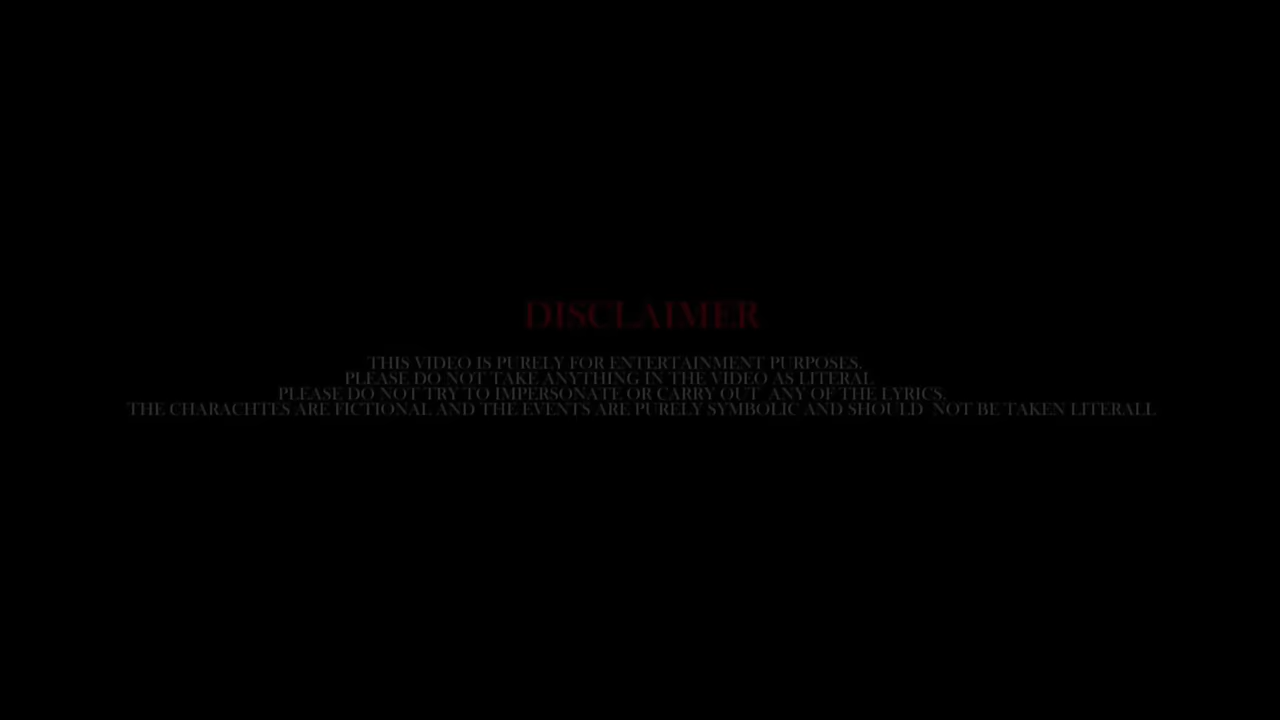 DISCLAIMER
THIS VIDEO IS PURELY FOR ENTERTAINMENT PURPOSES.
PLEASE DO NOT TAKE ANYTHING IN THE VIDEO AS LITERAL
PLEASE DO NOT TRY TO IMPERSONATE OR CARRY OUT ANY OF THE LYRICS.
THE CHARACHTES ARE FICTIONAL AND THE EVENTS ARE PURELY SYMBOLIC AND SHOULD NOT BE TAKEN LITERALL